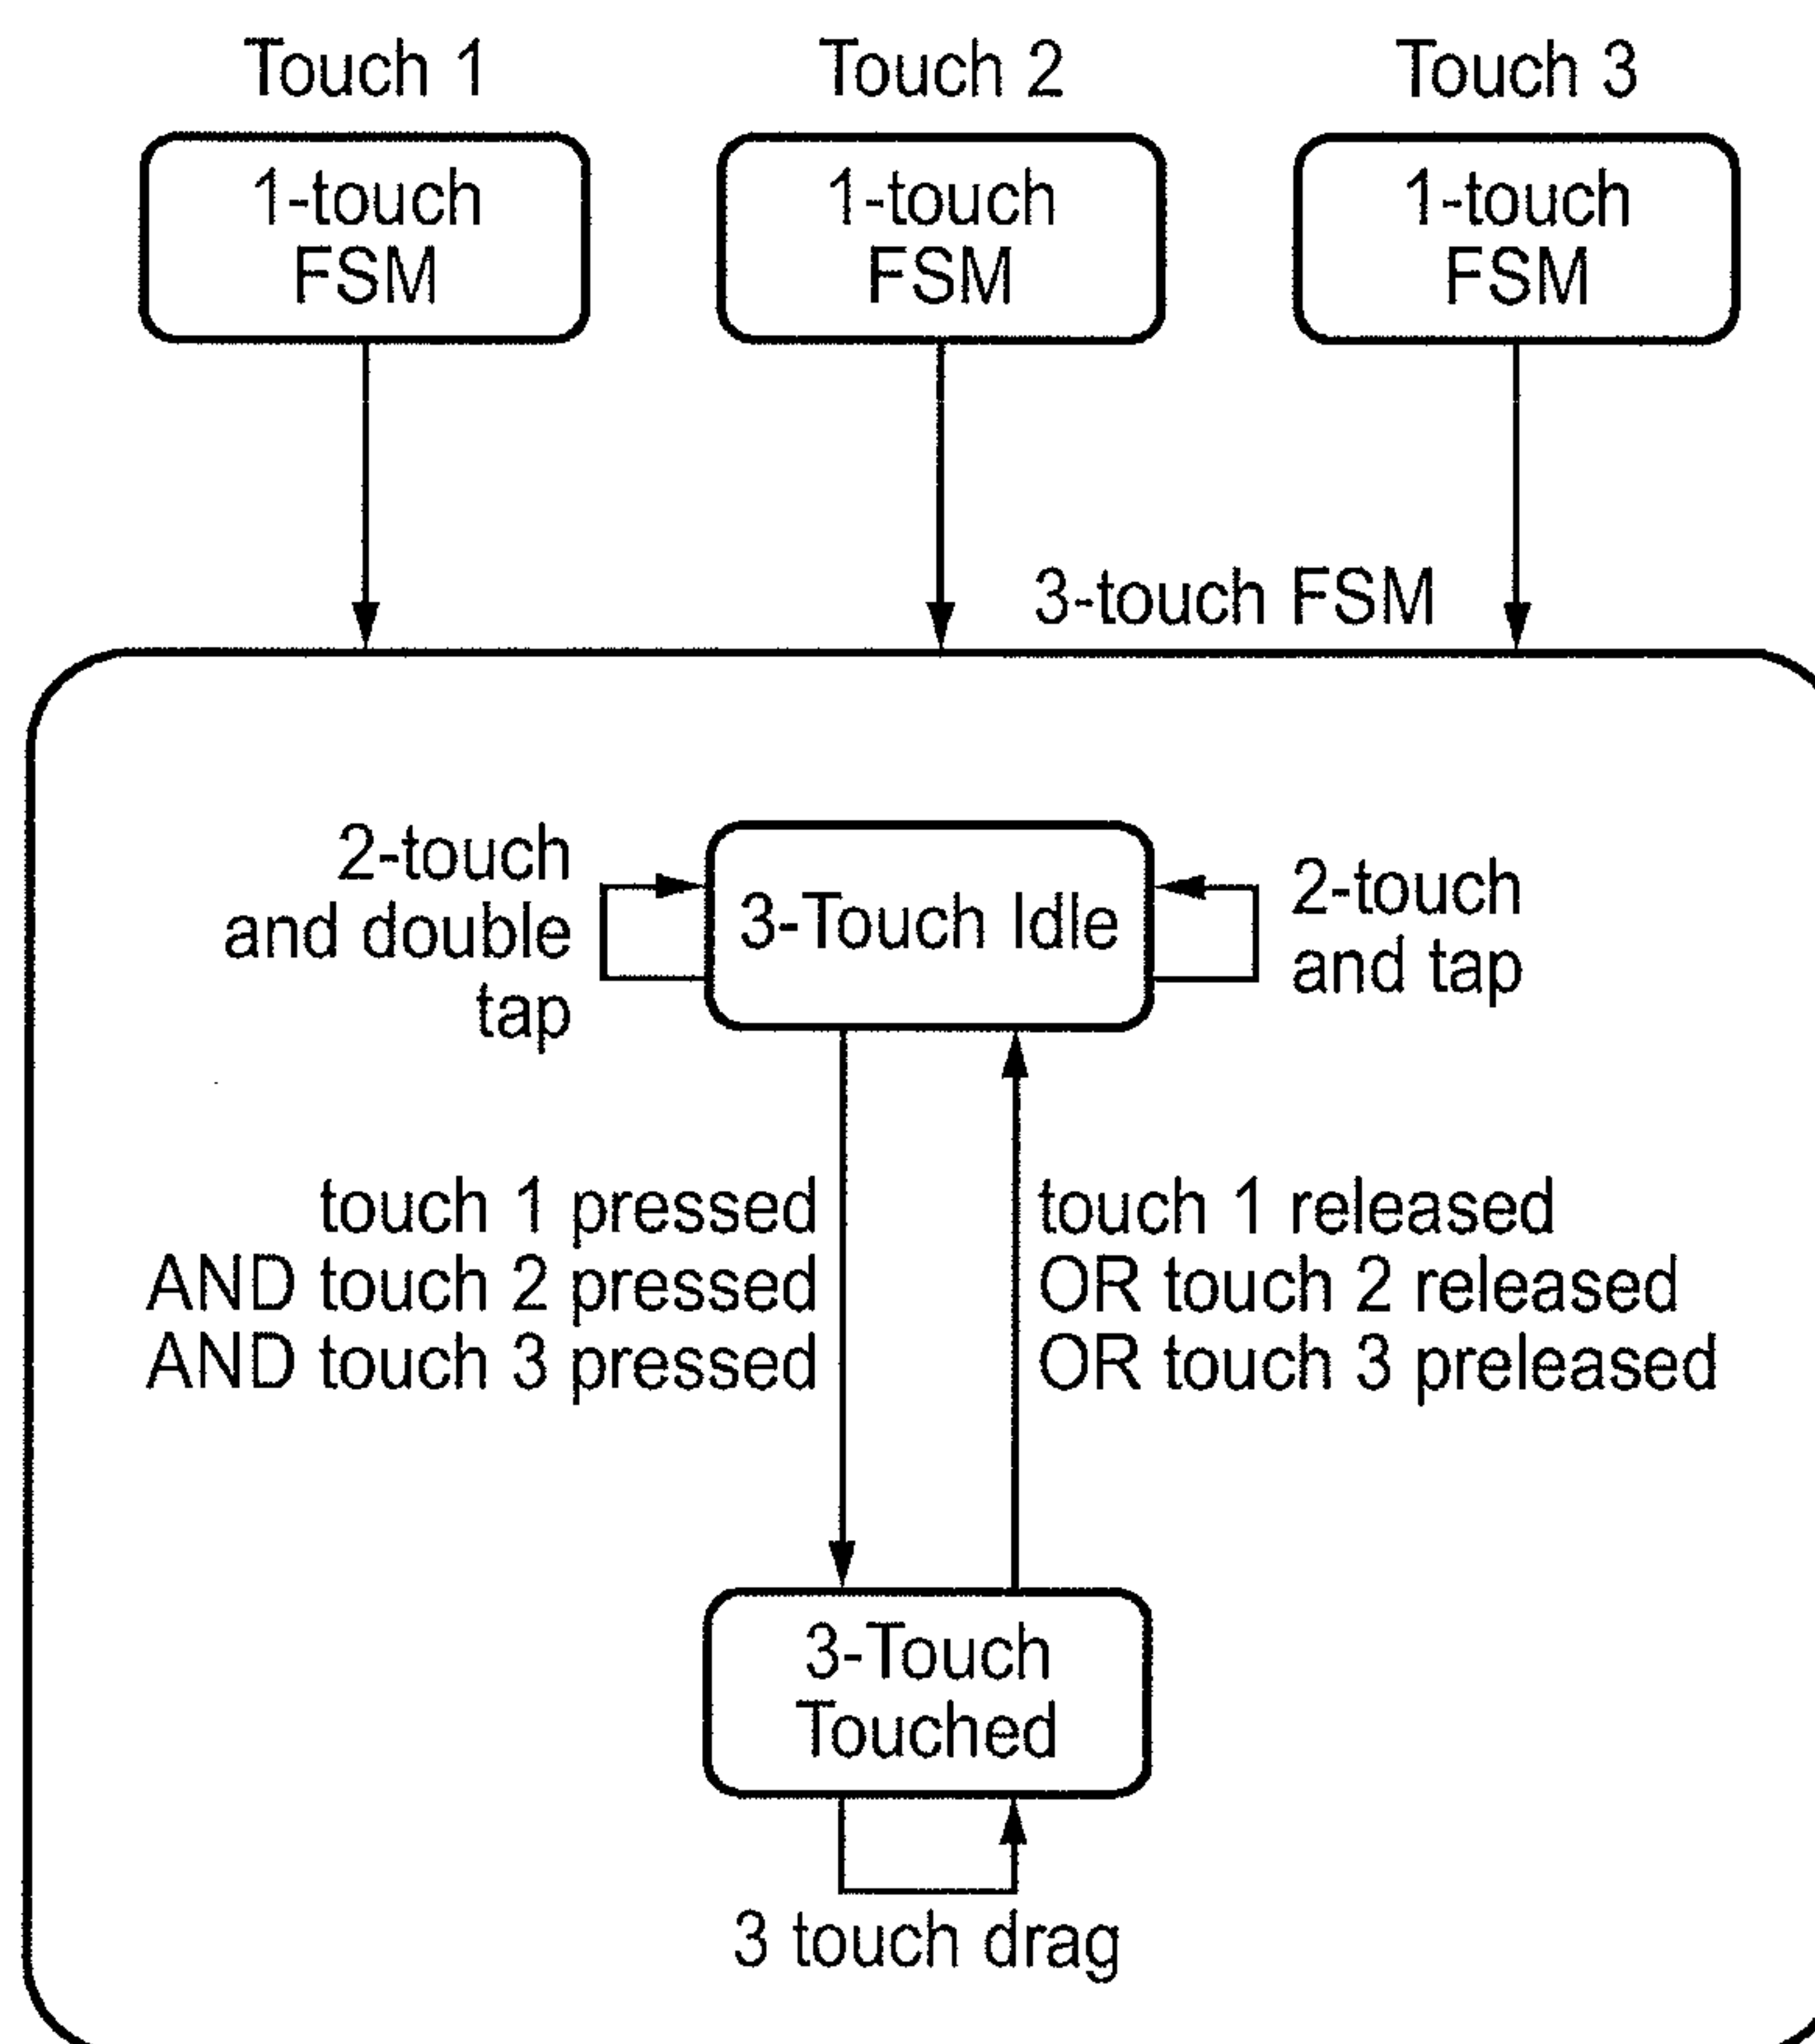 Touch 1
Touch 2
Touch 3
1-touch
FSM
1-touch
FSM
1-touch
FSM
3-touch FSM
2-touch
and double
tap
3-Touch Idle
2-touch
and tap
touch 1 pressed
AND touch 2 pressed
AND touch 3 pressed
touch 1 released
OR touch 2 released
OR touch 3 preleased
3-Touch
Touched
3 touch drag